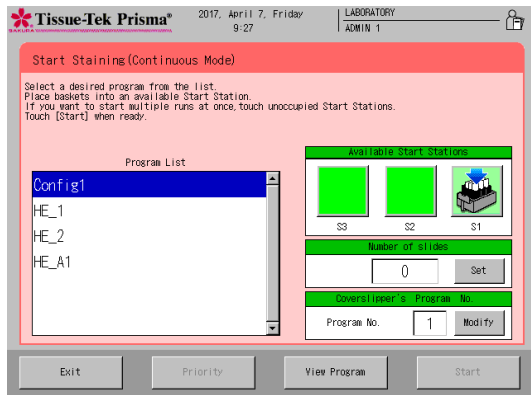 Tissue-Tek Prisma®
SAKURA
2017, April 7, Friday
9:27
LABORATORY
ADMIN 1
Start Staining(Continuous Mode)
Select a desired program from the list.
Place baskets into an available Start Station.
If you want to start multiple runs at once,touch unoccupied Start Stations.
Touch [Start] when ready.
Program List
Config1
HE_1
HE_2
HE_A1
Available Start Stations
S3 S2 S1
Number of slides
0 Set
Coverslipper's Program No.
Program No. 1 Modify
Exit Priority View Program Start